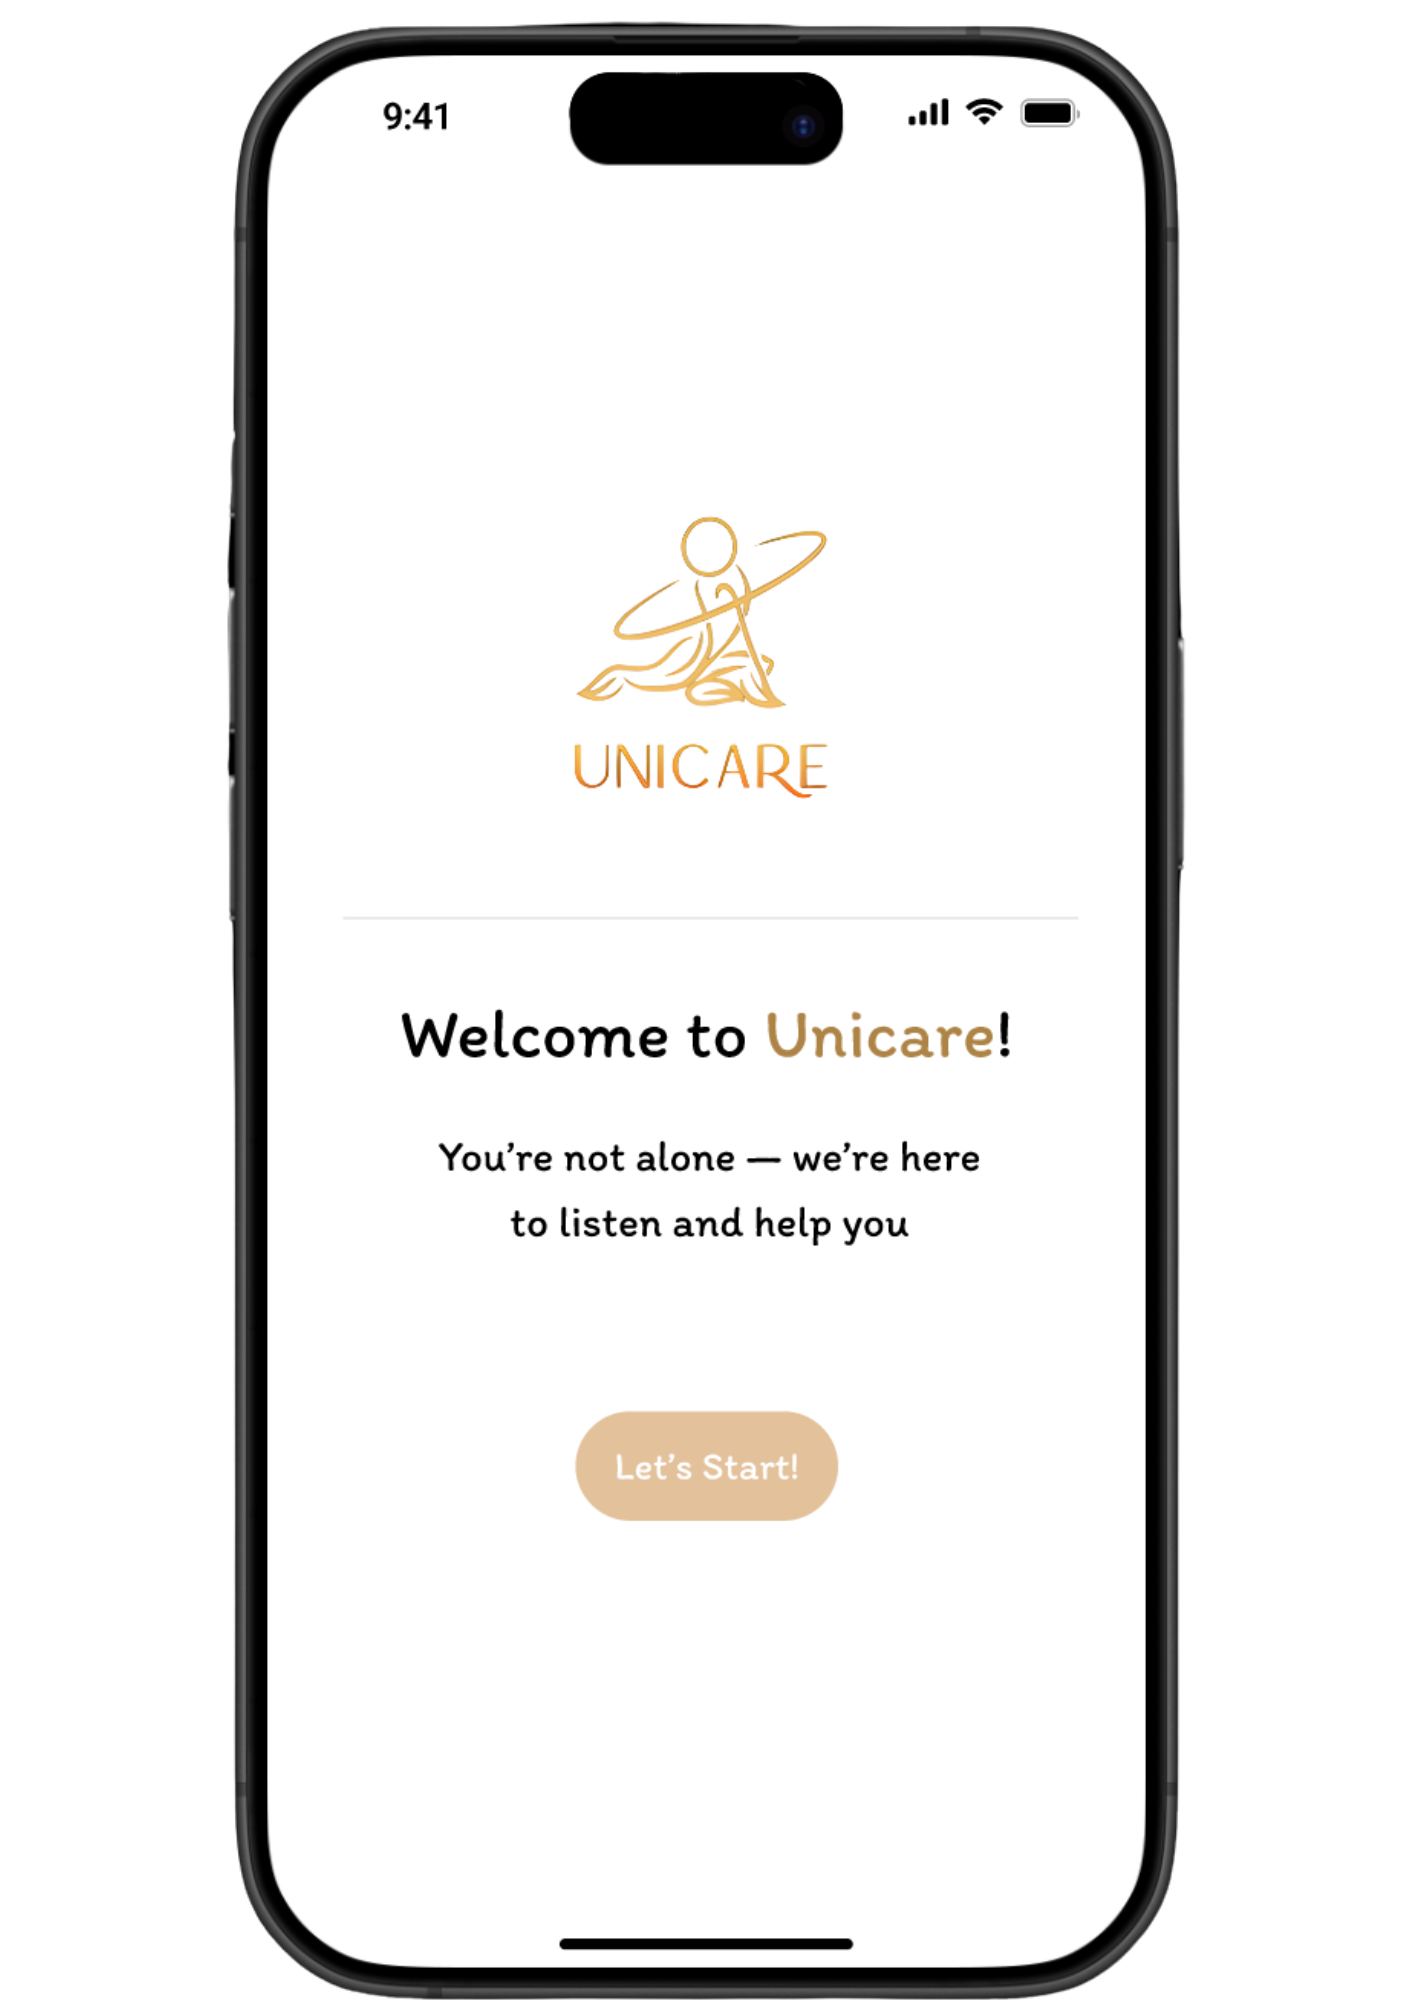 9:41
UNICARE
Welcome to Unicare!
You’re not alone — we’re here
to listen and help you
Let’s Start!